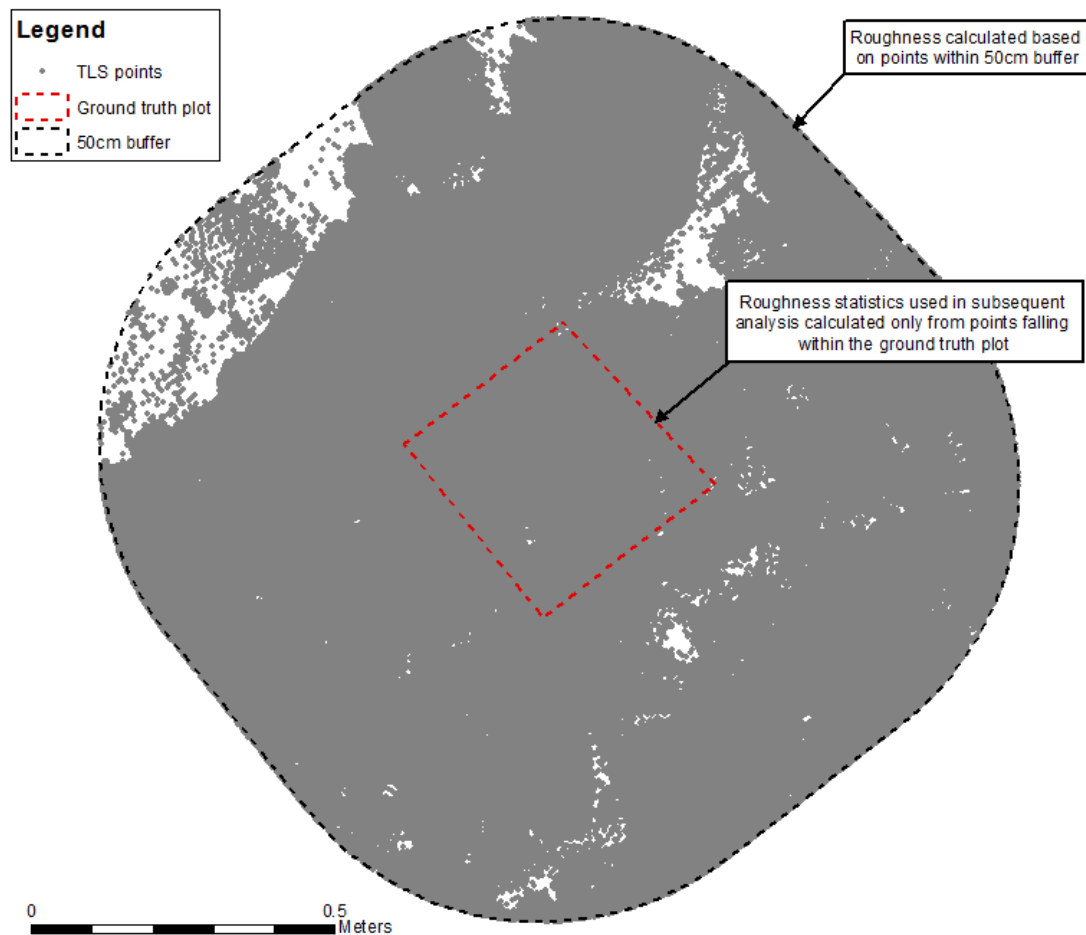 Legend
TLS points
Ground truth plot
50cm buffer
Roughness calculated based
on points within 50cm buffer
Roughness statistics used in subsequent
analysis calculated only from points falling
within the ground truth plot
0
0.5
Meters